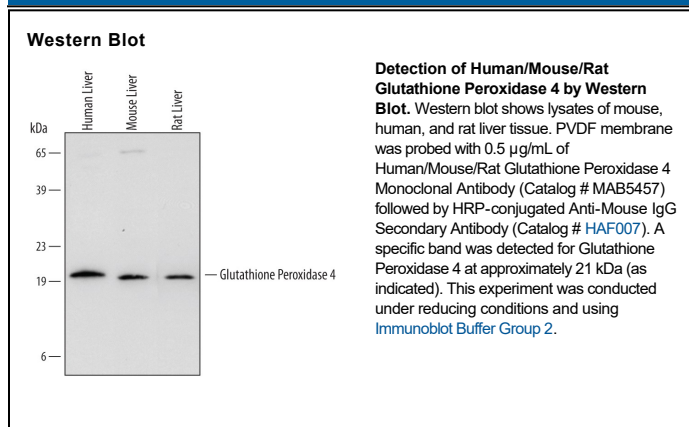 Western Blot
Human Liver
Mouse Liver
Rat Liver
kDa
65
39
23
19
6
Glutathione Peroxidase 4
Detection of Human/Mouse/Rat
Glutathione Peroxidase 4 by Western
Blot. Western blot shows lysates of mouse,
human, and rat liver tissue. PVDF membrane
was probed with 0.5 µg/mL of
Human/Mouse/Rat Glutathione Peroxidase 4
Monoclonal Antibody (Catalog # MAB5457)
followed by HRP-conjugated Anti-Mouse IgG
Secondary Antibody (Catalog # HAF007). A
specific band was detected for Glutathione
Peroxidase 4 at approximately 21 kDa (as
indicated). This experiment was conducted
under reducing conditions and using
Immunoblot Buffer Group 2.